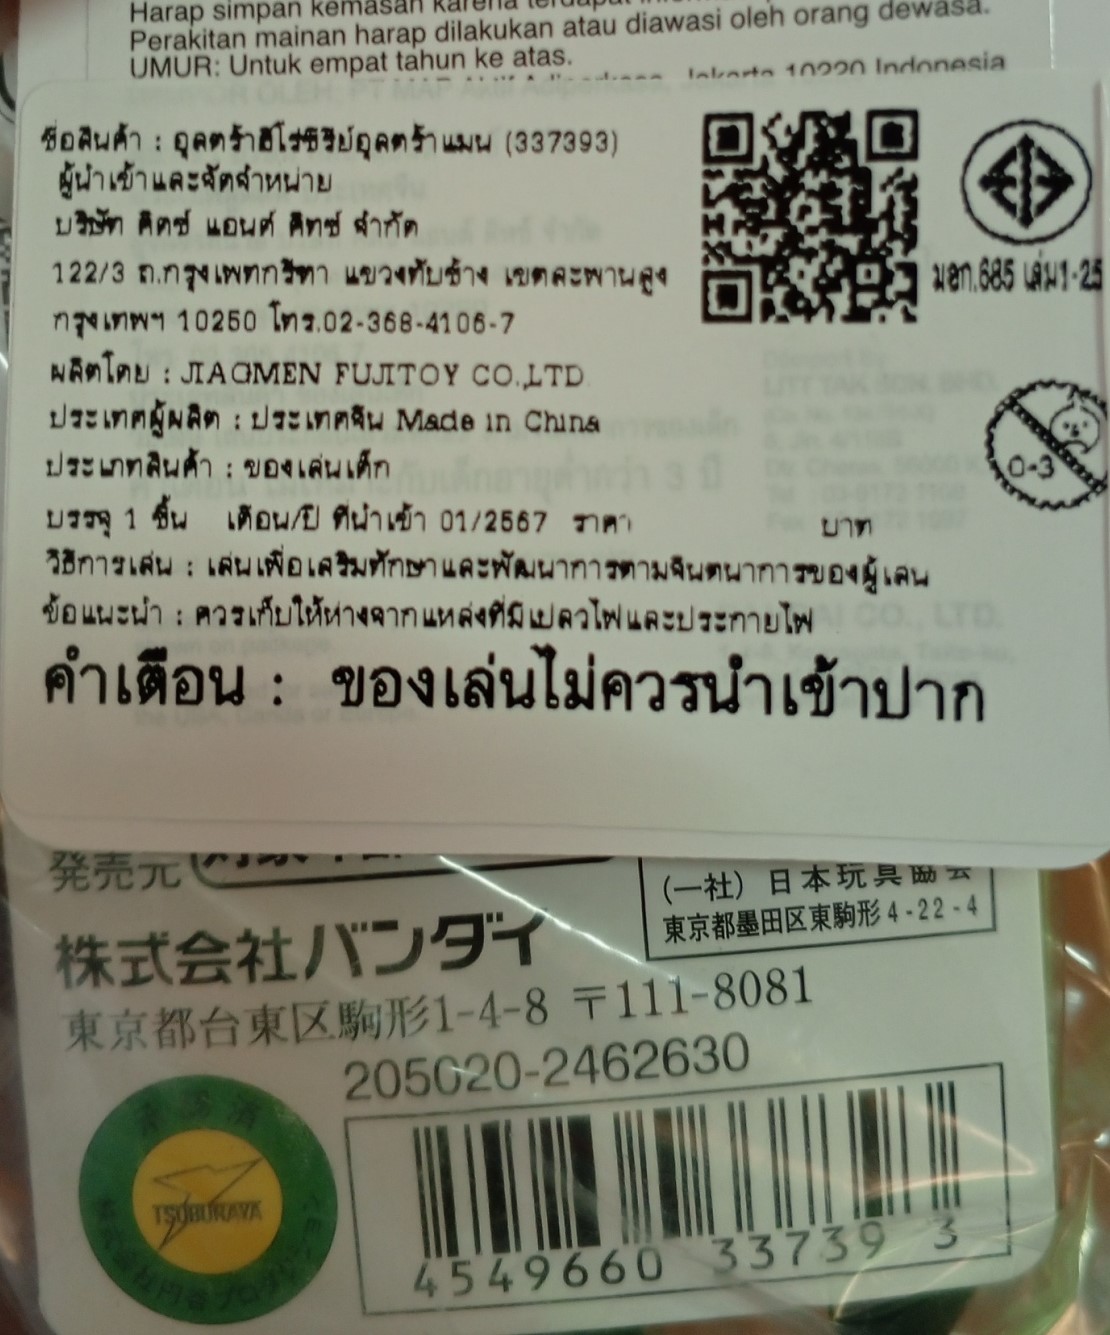 Harap simpan kemasan karena terdapat
Perakitan mainan harap dilakukan atau diawasi oleh orang dewasa.
UMUR: Untuk empat tahun ke atas.
Jakarta 10220 Indonesia
ชื่อสินค้า : อุลตร้าฮีโร่ซีรีย์อุลตร้าแมน (337393)
ผู้นำเข้าและจัดจำหน่าย
บริษัท คิดซ์ แอนด์ คิทซ์ จำกัด
122/3 ถ.กรุงเทพกรีฑา แขวงทับช้าง เขตสะพานสูง
กรุงเทพฯ 10250 โทร.02-368-4106-7
ผลิตโดย : JIAOMEN FUJITOY CO.,LTD
ประเทศผู้ผลิต : ประเทศจีน Made in China
ประเภทสินค้า : ของเล่นเด็ก
บรรจุ 1 ชิ้น เดือน/ปี ที่นำเข้า 01/2567 ราคา บาท
วิธีการเล่น : เล่นเพื่อเสริมทักษาและพัฒนาการตามจินตนาการของผู้เล่น
ข้อแนะนำ : ควรเก็บให้ห่างจากแหล่งที่มีเปลวไฟและประกายไฟ
คำเตือน : ของเล่นไม่ควรนำเข้าปาก
มอก.685 เล่ม1-25
0-3
発売元
株式会社バンダイ
東京都台東区駒形1-4-8 〒111-8081
(一社) 日本玩具協会
東京都墨田区東駒形4-22-4
205020-2462630
TSUBURAYA
4549660 337393